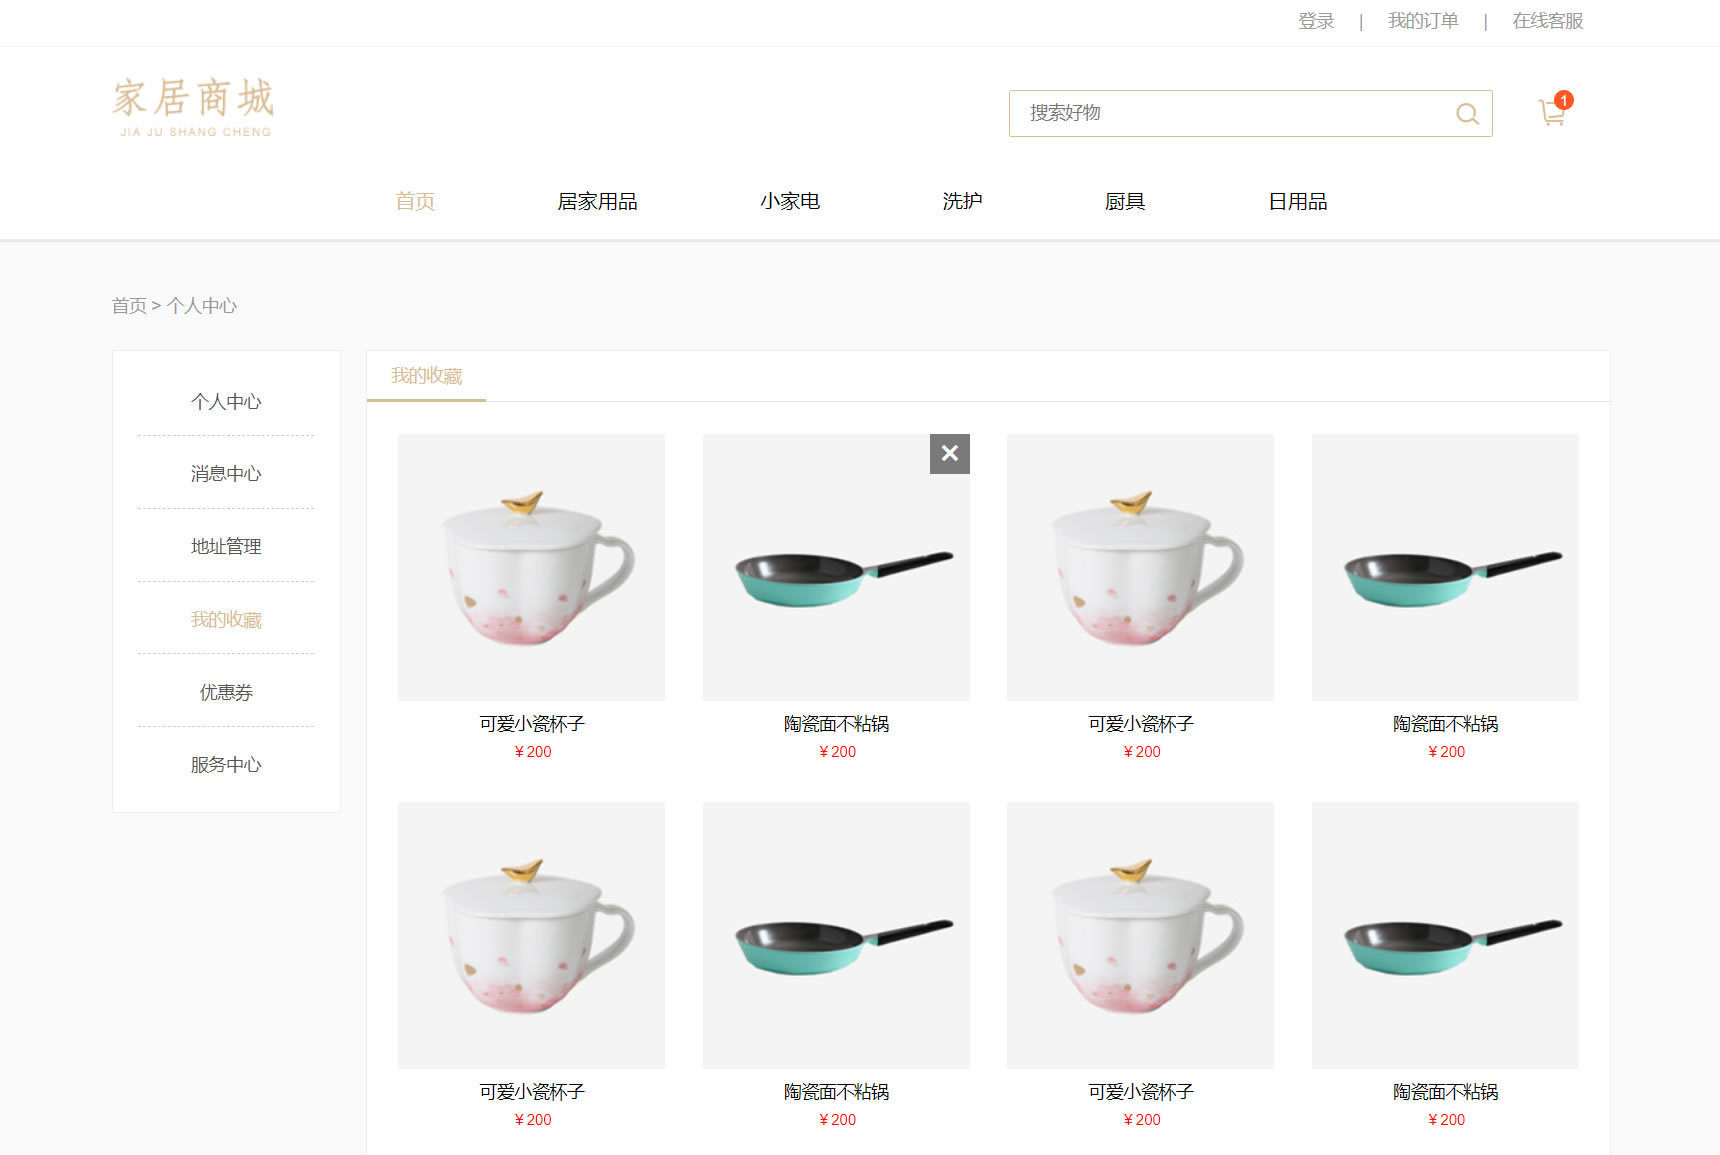 登录 | 我的订单 | 在线客服
家居商城
JIA JU SHANG CHENG
搜索好物
1
首页 居家用品 小家电 洗护 厨具 日用品
首页 > 个人中心
个人中心
消息中心
地址管理
我的收藏
优惠券
服务中心
我的收藏
可爱小瓷杯子 陶瓷面不粘锅 可爱小瓷杯子 陶瓷面不粘锅
¥200 ¥200 ¥200 ¥200
可爱小瓷杯子 陶瓷面不粘锅 可爱小瓷杯子 陶瓷面不粘锅
¥200 ¥200 ¥200 ¥200